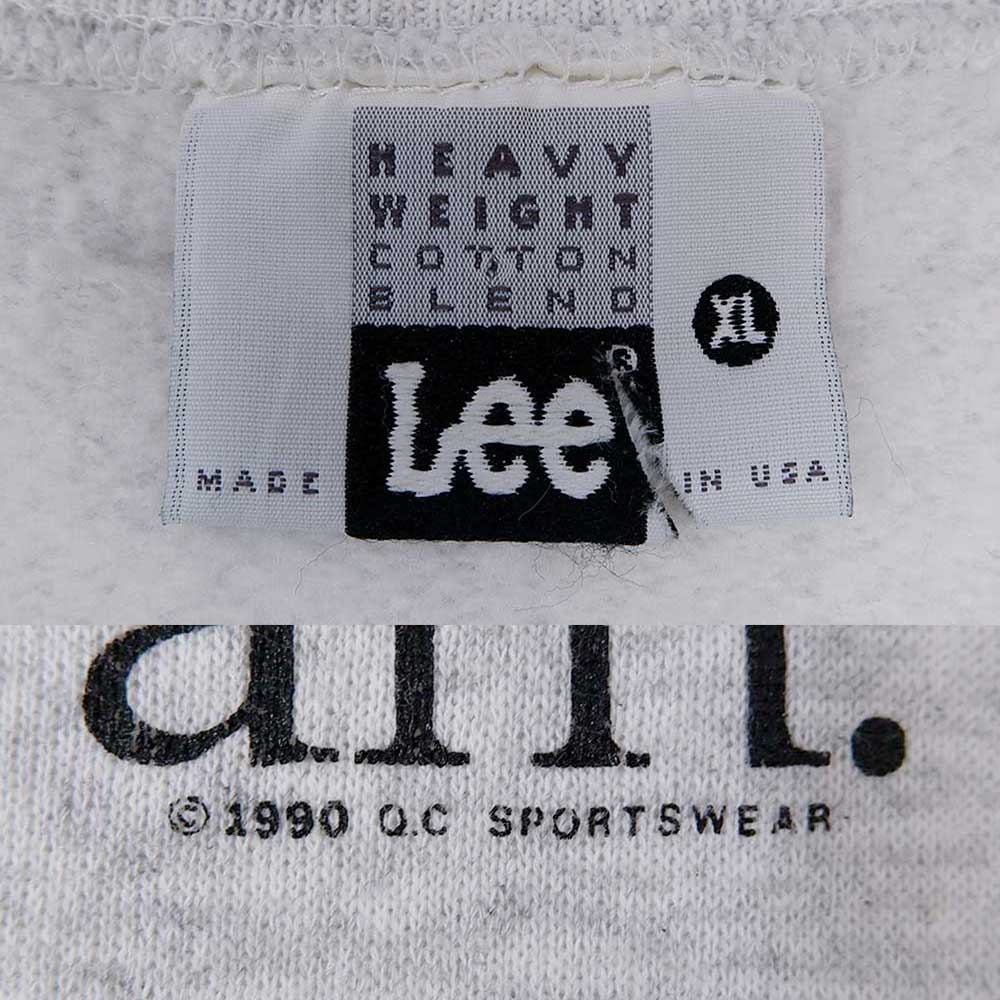 HEAVY
WEIGHT
COTTON
BLEND
XL
Lee®
MADE IN USA
© 1990 Q.C SPORTSWEAR